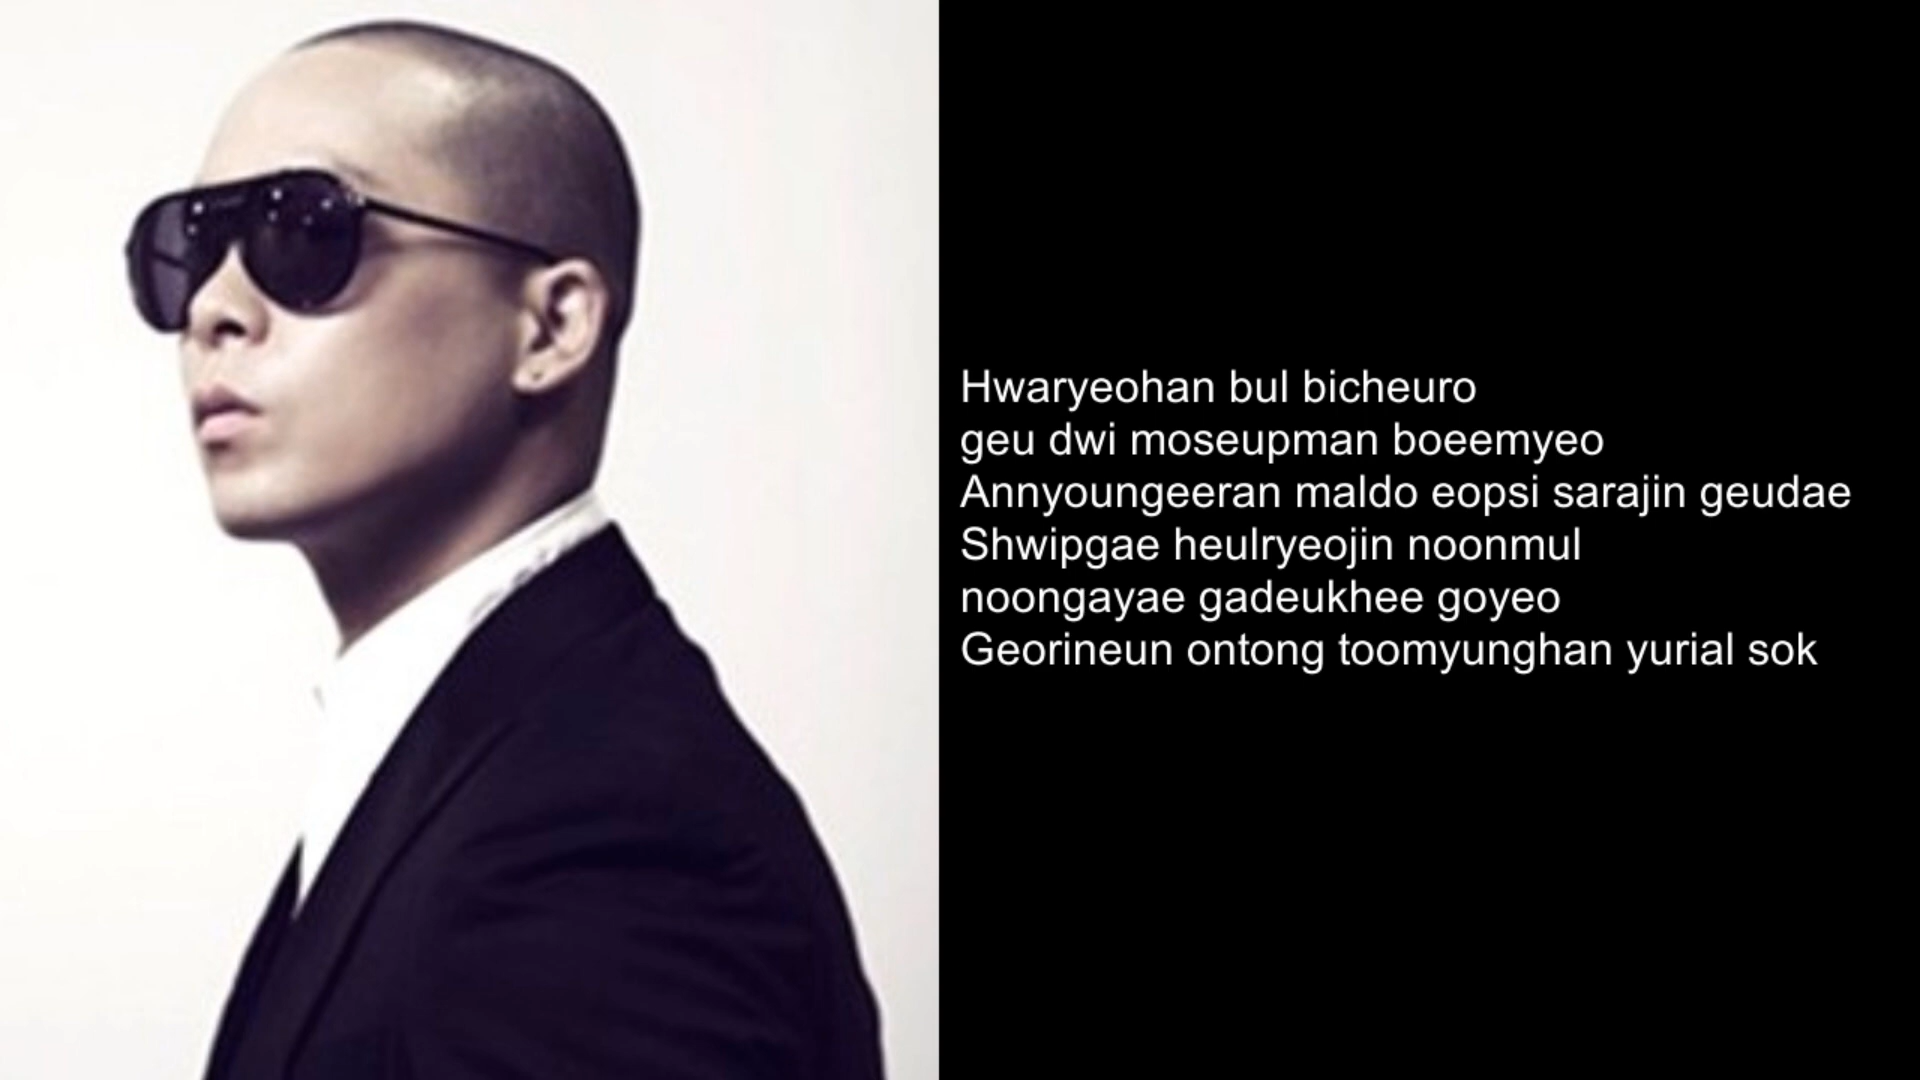 Hwaryeohan bul bicheuro
geu dwi moseupman boeemyeo
Annyoungeeran maldo eopsi sarajin geudae
Shwipgae heulryeojin noonmul
noongayae gadeukhee goyeo
Georineun ontong toomyunghan yurial sok